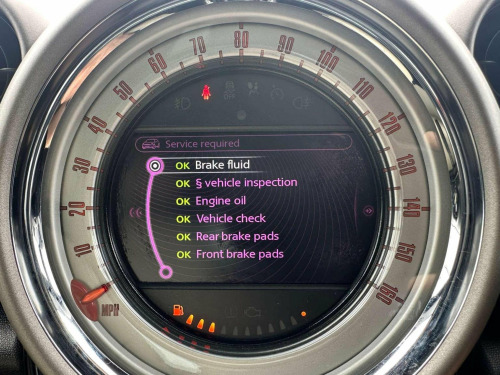 10
20
30
40
50
60
70
80
90
100
110
120
130
140
150
160
MPH
Service required
OK Brake fluid
OK § vehicle inspection
OK Engine oil
OK Vehicle check
OK Rear brake pads
OK Front brake pads